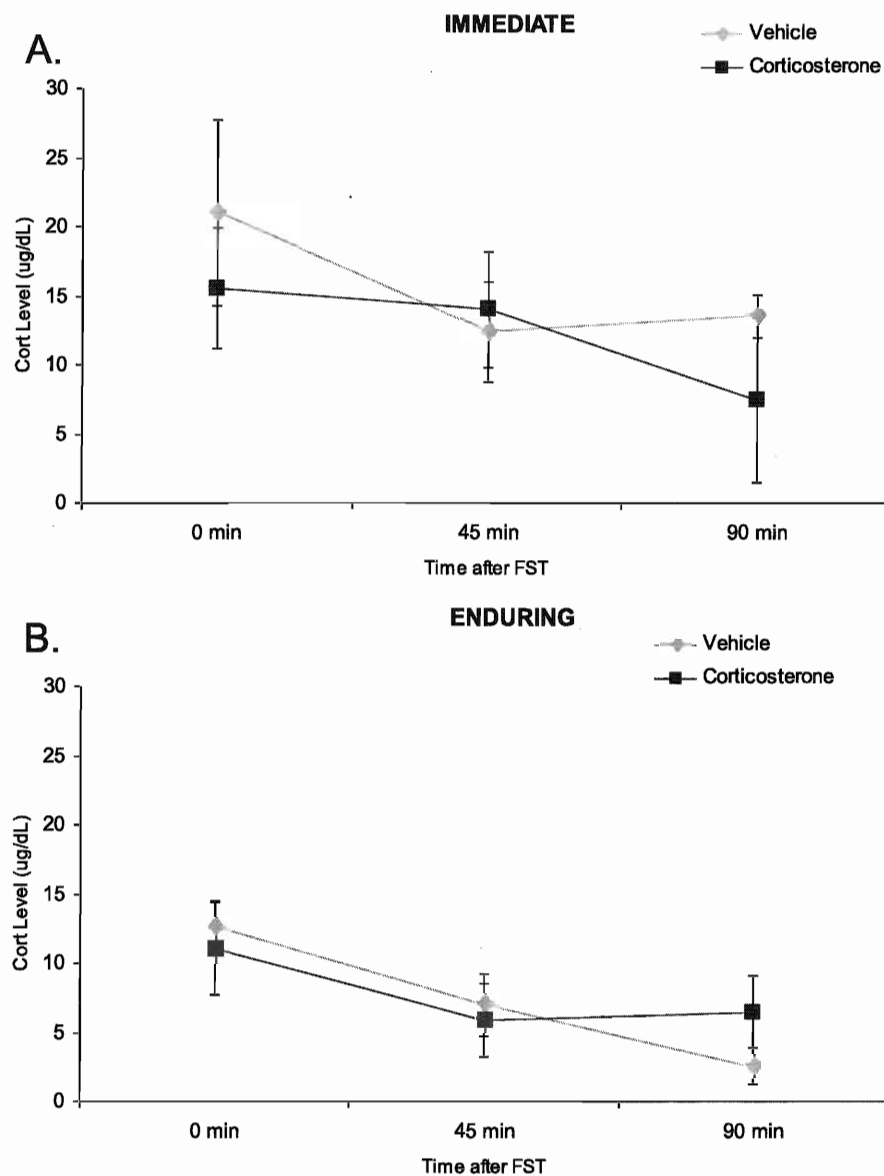 IMMEDIATE
A.
Vehicle
Corticosterone
30
25
20
15
10
5
0
Cort Level (ug/dL)
0 min 45 min 90 min
Time after FST
ENDURING
B.
Vehicle
Corticosterone
30
25
20
15
10
5
0
Cort Level (ug/dL)
0 min 45 min 90 min
Time after FST